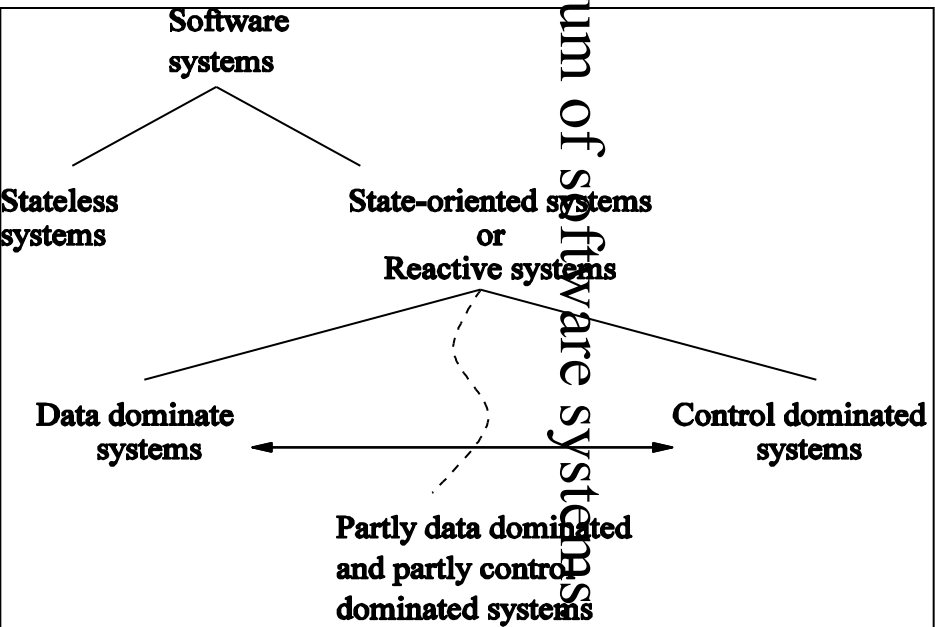 Software
systems
Stateless
systems
State-oriented systems
or
Reactive systems
Data dominate
systems
Control dominated
systems
Partly data dominated
and partly control
dominated systems
of software systems